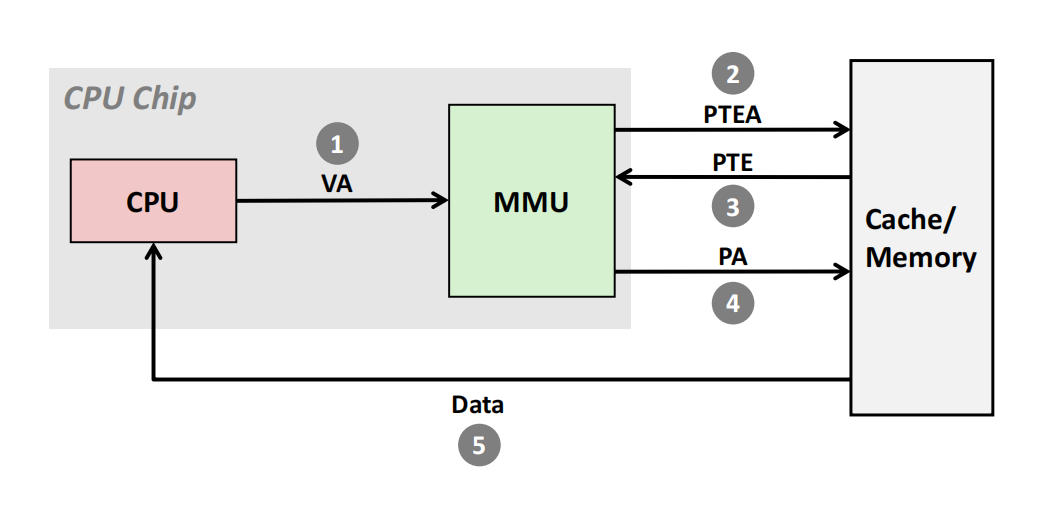 CPU Chip
1
VA
CPU
MMU
2
PTEA
PTE
3
PA
4
Cache/
Memory
Data
5